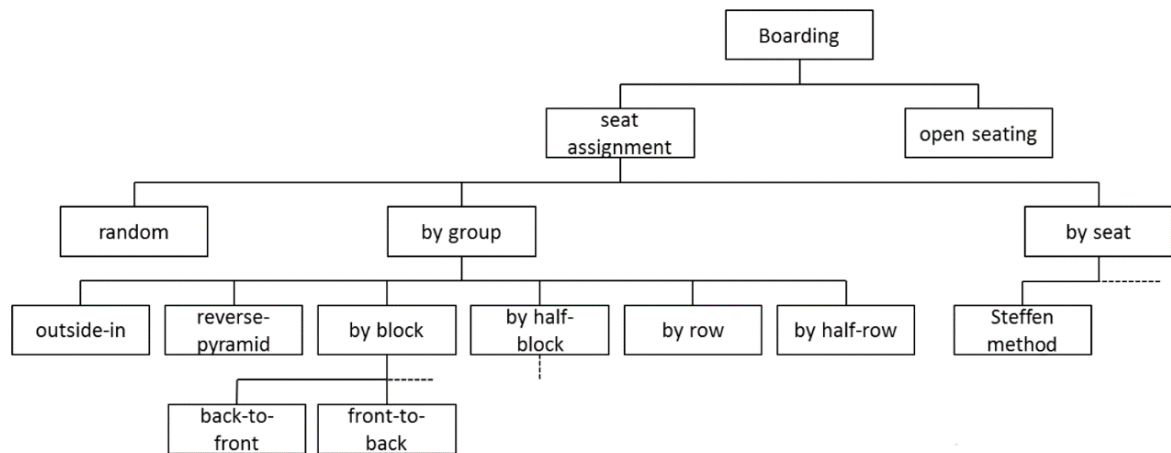 Boarding
seat
assignment
open seating
random
by group
by seat
outside-in
reverse-
pyramid
by block
by half-
block
by row
by half-row
Steffen
method
back-to-
front
front-to-
back